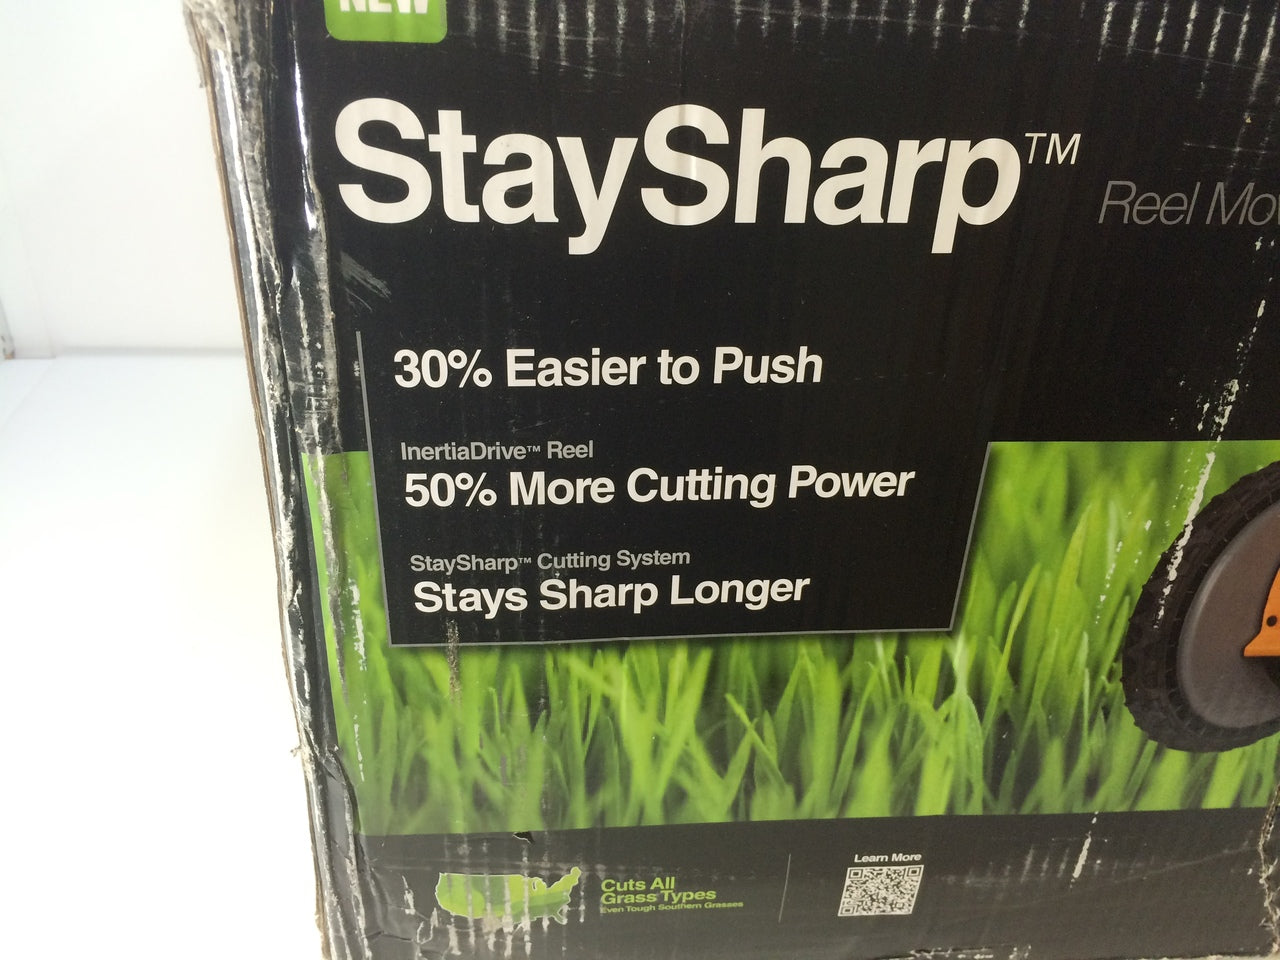 NEW
StaySharp™
Reel Mo
30% Easier to Push
InertiaDrive™ Reel
50% More Cutting Power
StaySharp™ Cutting System
Stays Sharp Longer
Learn More
Cuts All
Grass Types
Even Tough Southern Grasses